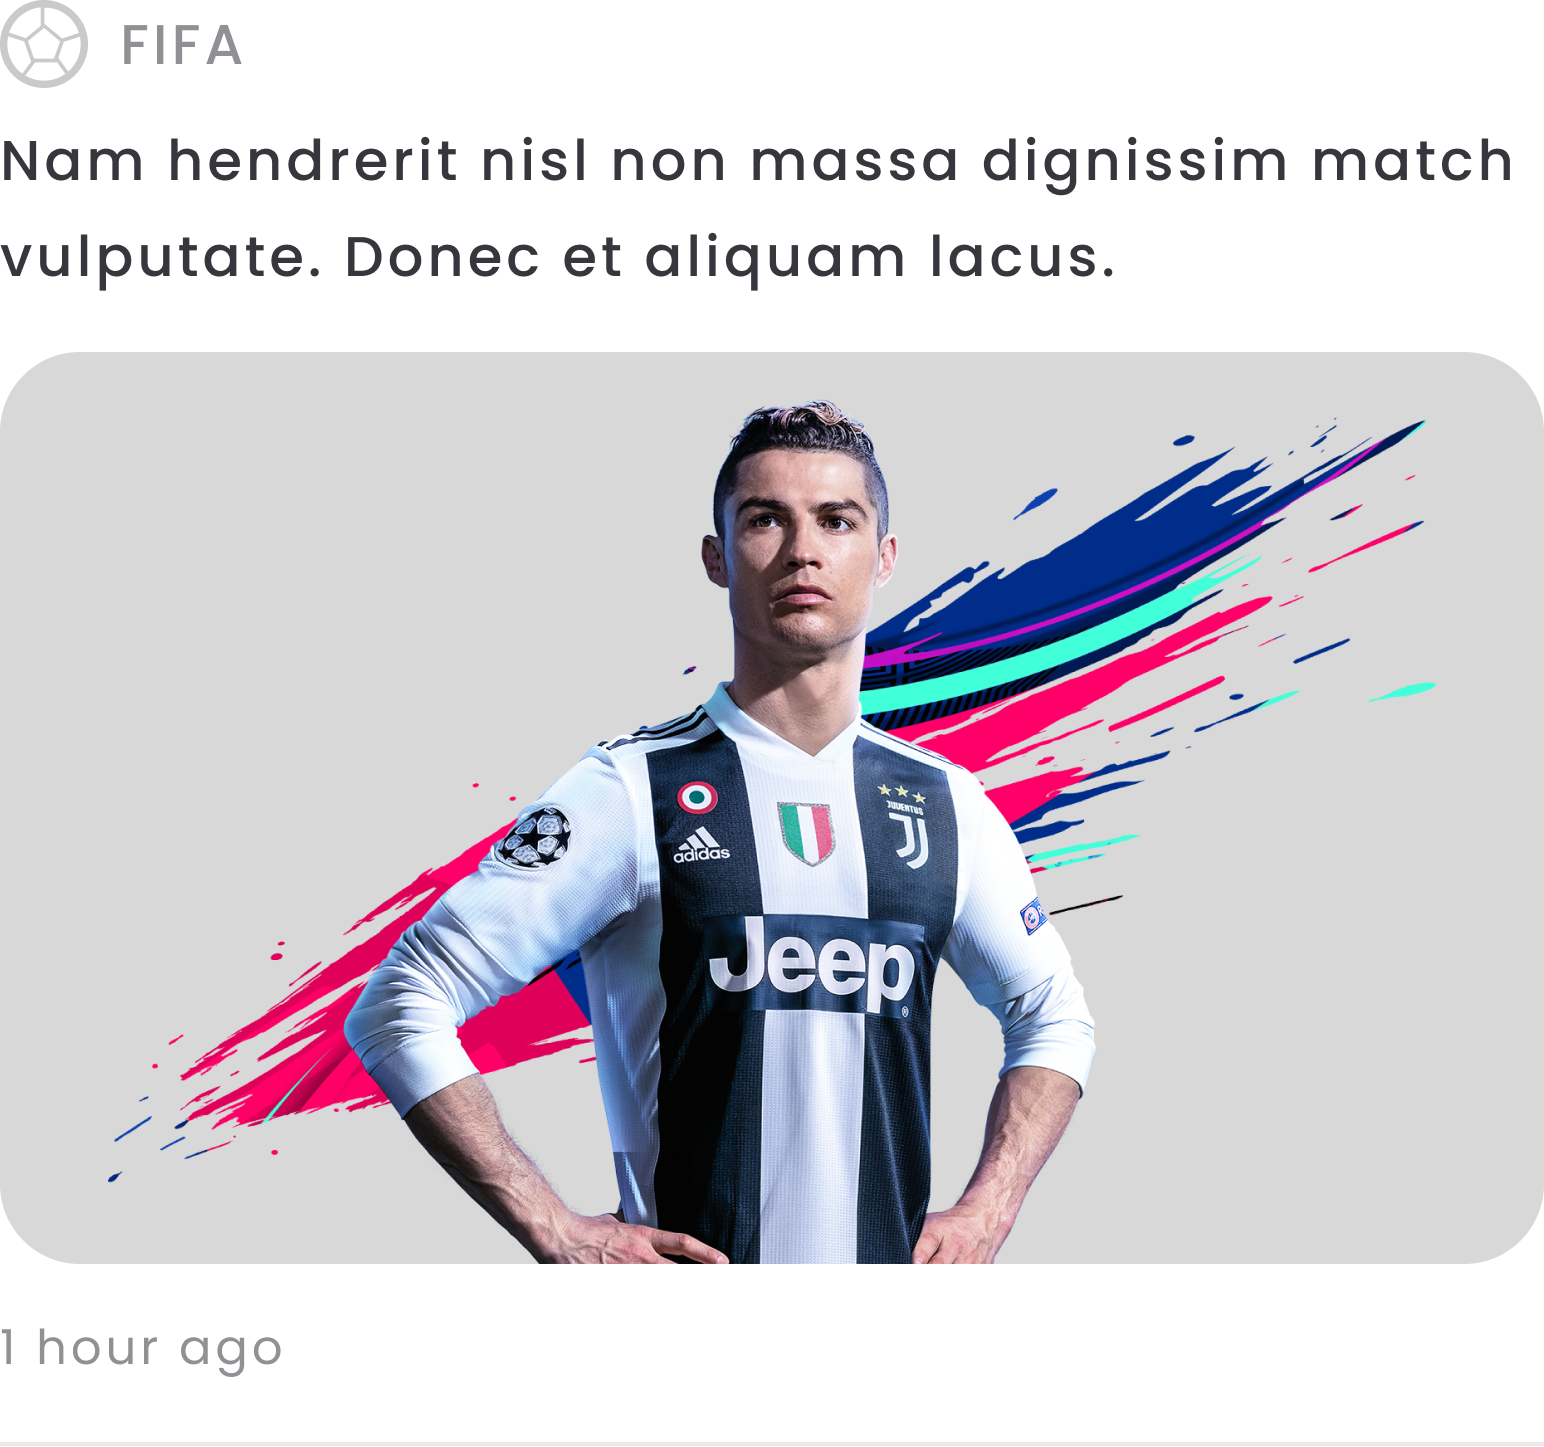 FIFA
Nam hendrerit nisl non massa dignissim match
vulputate. Donec et aliquam lacus.
JUVENTUS
adidas
Jeep
®
1 hour ago